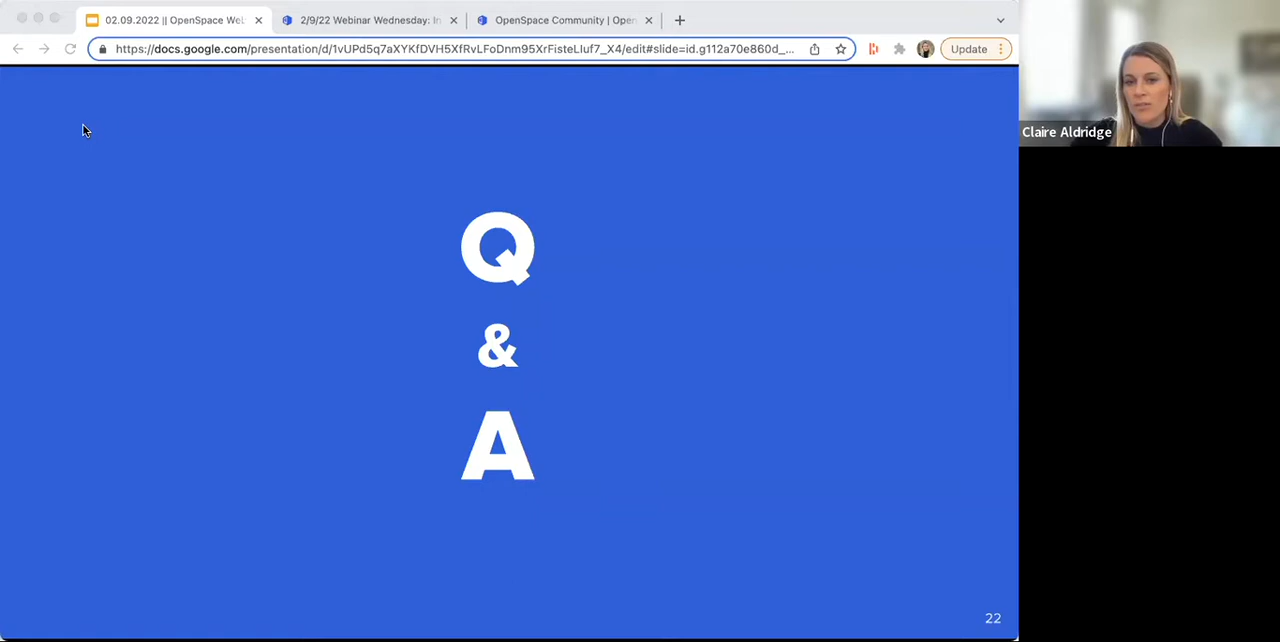 02.09.2022 || OpenSpace Web
2/9/22 Webinar Wednesday: In
OpenSpace Community | Open
https://docs.google.com/presentation/d/1vUPd5q7aXYKfDVH5XfRvLFoDnm95XrFisteLIuf7_X4/edit#slide=id.g112a70e860d_...
Update
Claire Aldridge
Q
&
A
22